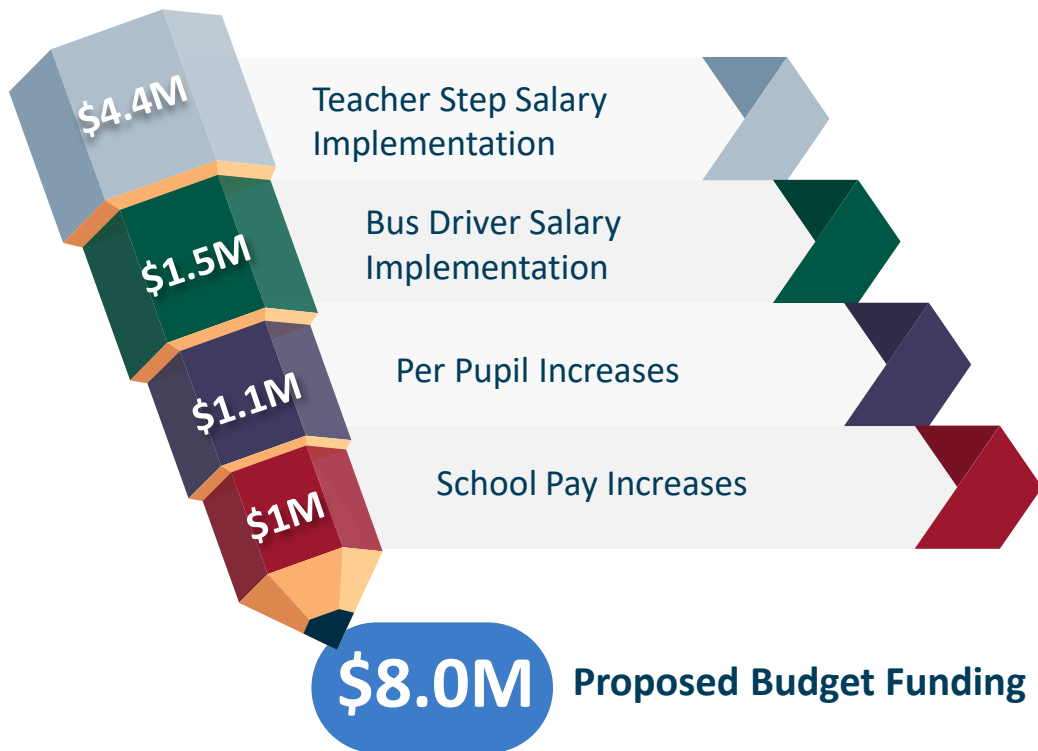 $4.4M
Teacher Step Salary
Implementation
$1.5M
Bus Driver Salary
Implementation
$1.1M
Per Pupil Increases
$1M
School Pay Increases
$8.0M
Proposed Budget Funding